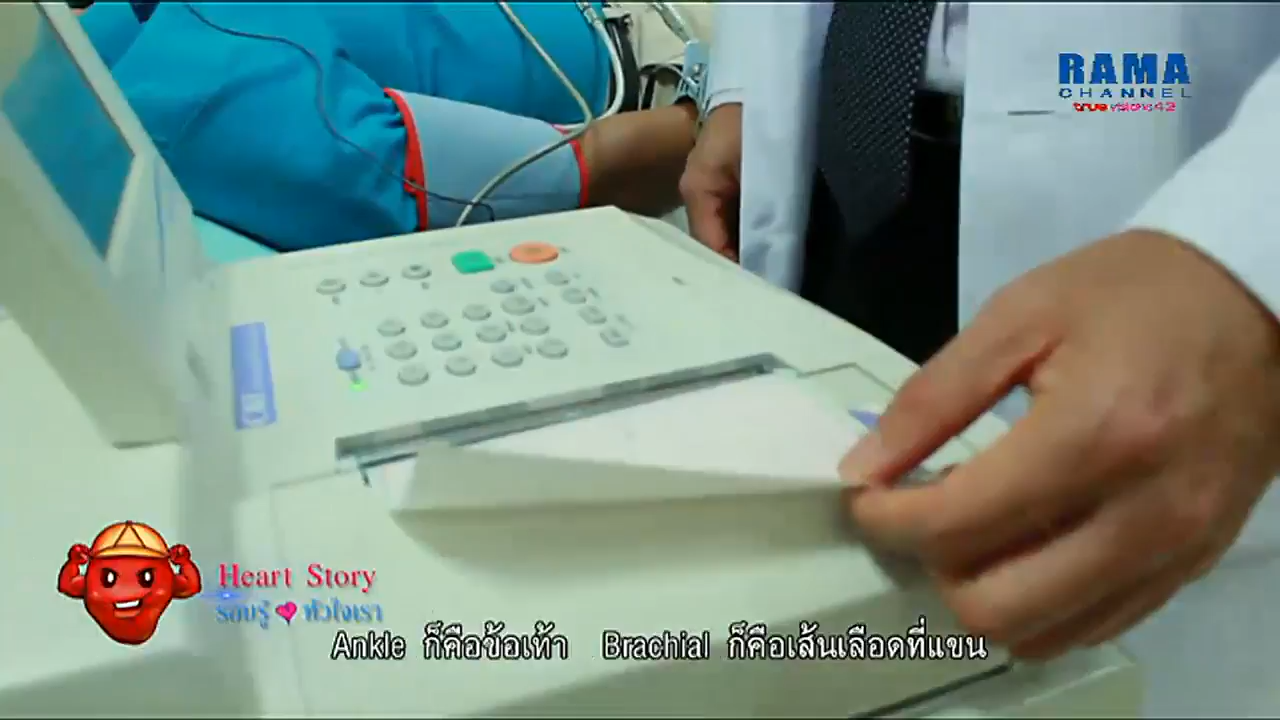 RAMA
CHANNEL
truevisions42
Heart Story
รอบรู้ หัวใจเรา
Ankle ก็คือข้อเท้า Brachial ก็คือเส้นเลือดที่แขน